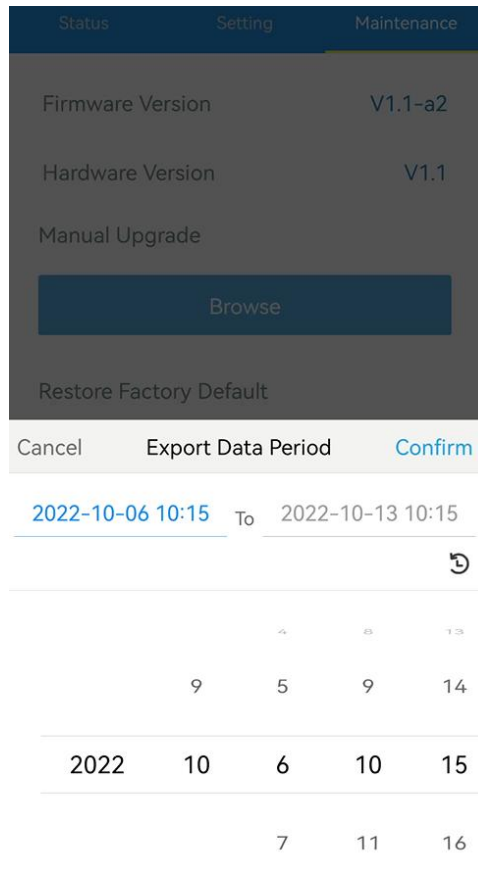 Status Setting Maintenance
Firmware Version V1.1-a2
Hardware Version V1.1
Manual Upgrade
Browse
Restore Factory Default
Cancel Export Data Period Confirm
2022-10-06 10:15 To 2022-10-13 10:15
4 8 13
9 5 9 14
2022 10 6 10 15
7 11 16